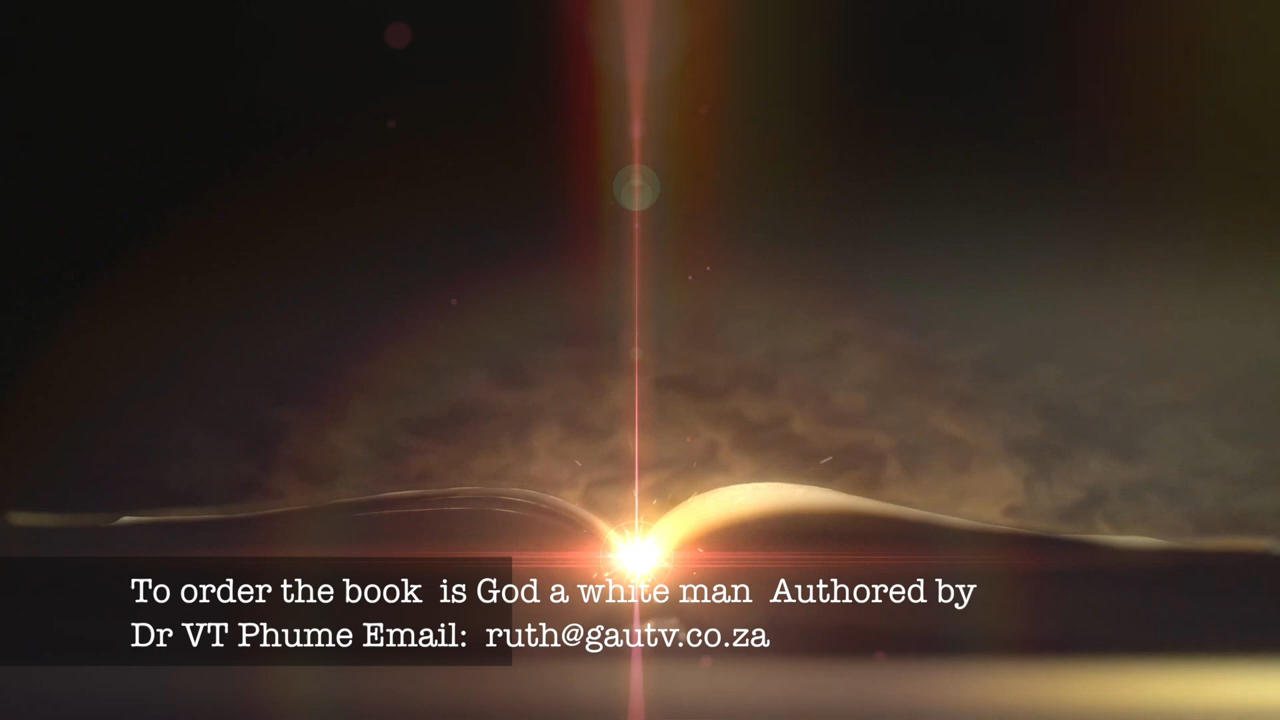 To order the book  is God a white man  Authored by
Dr VT Phume Email:  ruth@gautv.co.za